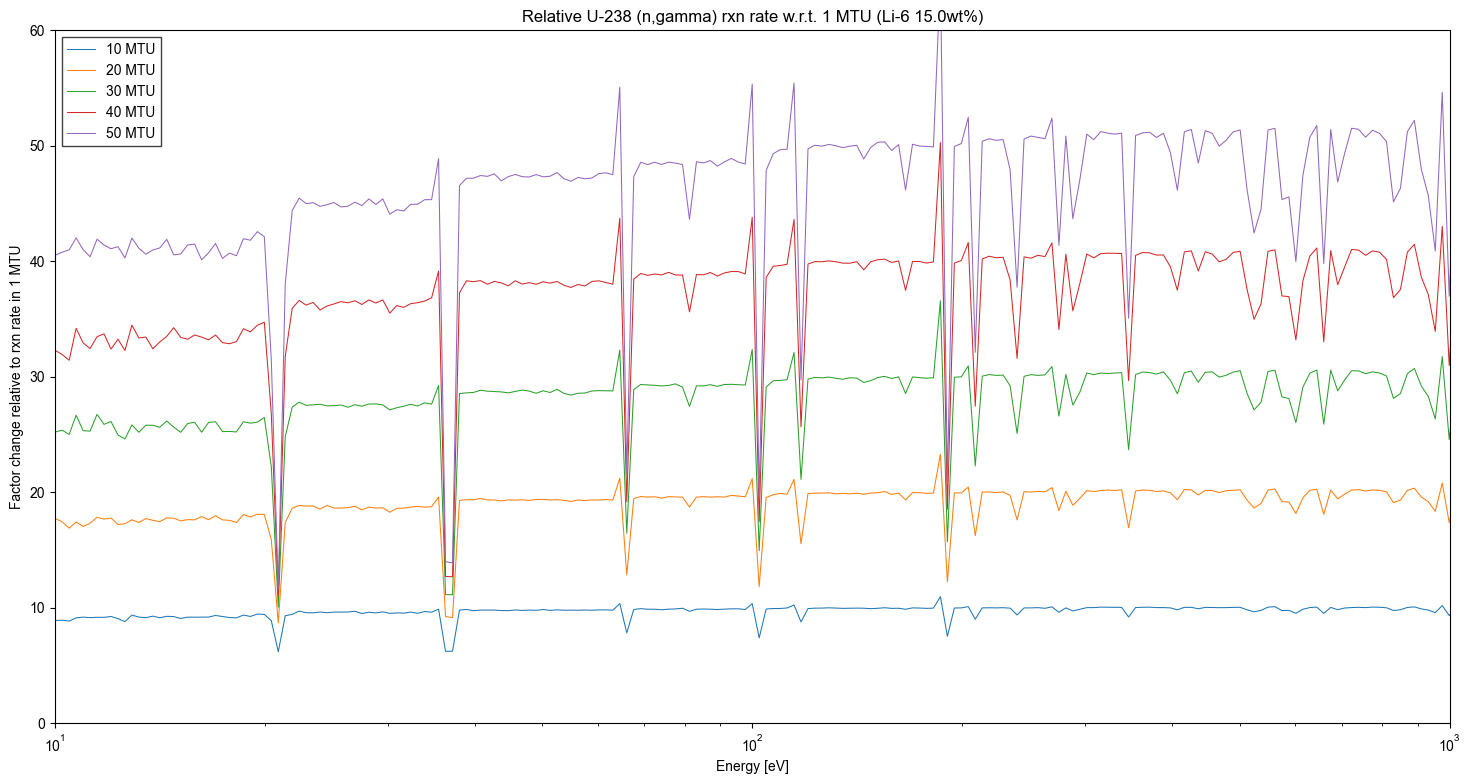 Relative U-238 (n,gamma) rxn rate w.r.t. 1 MTU (Li-6 15.0wt%)
10 MTU
20 MTU
30 MTU
40 MTU
50 MTU
Factor change relative to rxn rate in 1 MTU
60
50
40
30
20
10
0
10¹
10²
10³
Energy [eV]